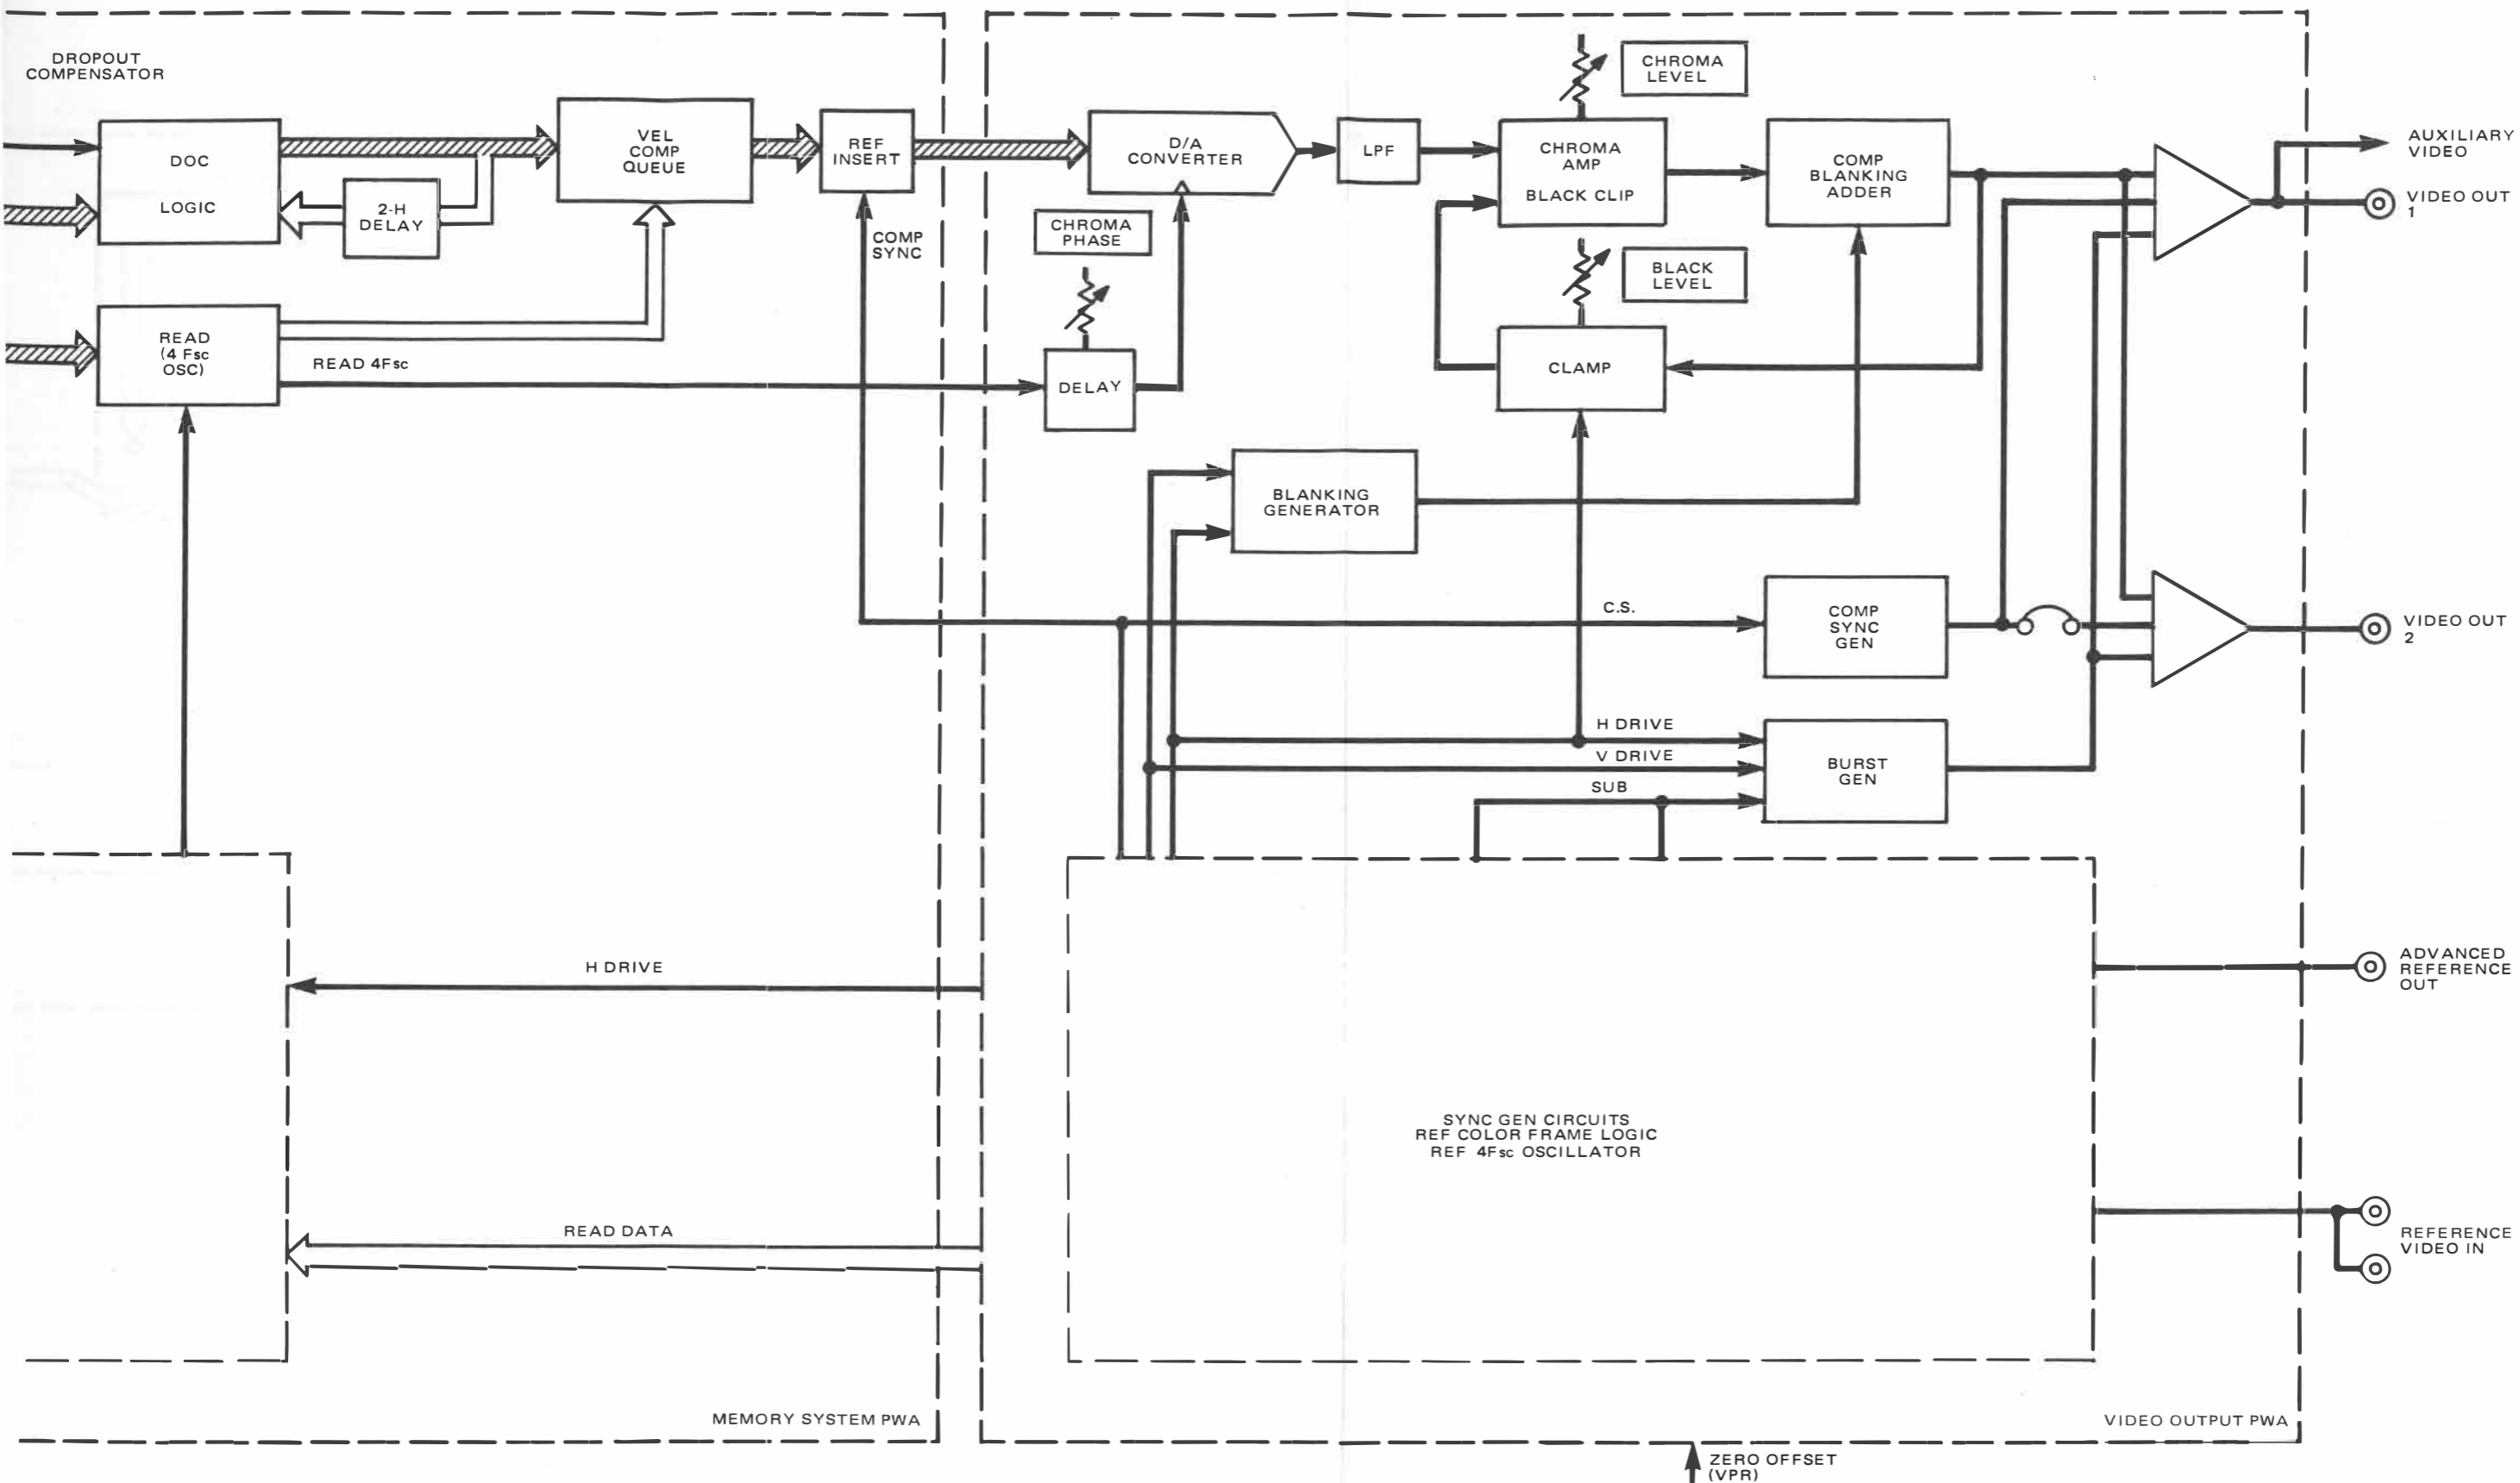 DROPOUT
COMPENSATOR
DOC
LOGIC
2-H
DELAY
VEL
COMP
QUEUE
REF
INSERT
COMP
SYNC
READ
(4 Fsc
OSC)
READ 4Fsc
D/A
CONVERTER
LPF
CHROMA
LEVEL
CHROMA
AMP
BLACK CLIP
COMP
BLANKING
ADDER
AUXILIARY
VIDEO
VIDEO OUT
1
CHROMA
PHASE
DELAY
BLACK
LEVEL
CLAMP
BLANKING
GENERATOR
C.S.
COMP
SYNC
GEN
VIDEO OUT
2
H DRIVE
V DRIVE
SUB
BURST
GEN
H DRIVE
ADVANCED
REFERENCE
OUT
SYNC GEN CIRCUITS
REF COLOR FRAME LOGIC
REF 4Fsc OSCILLATOR
READ DATA
REFERENCE
VIDEO IN
MEMORY SYSTEM PWA
VIDEO OUTPUT PWA
ZERO OFFSET
(VPR)